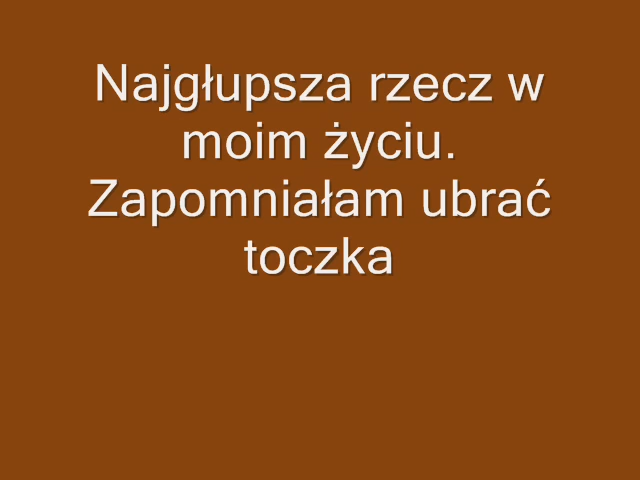 Najgłupsza rzecz w
moim życiu.
Zapomniałam ubrać
toczka